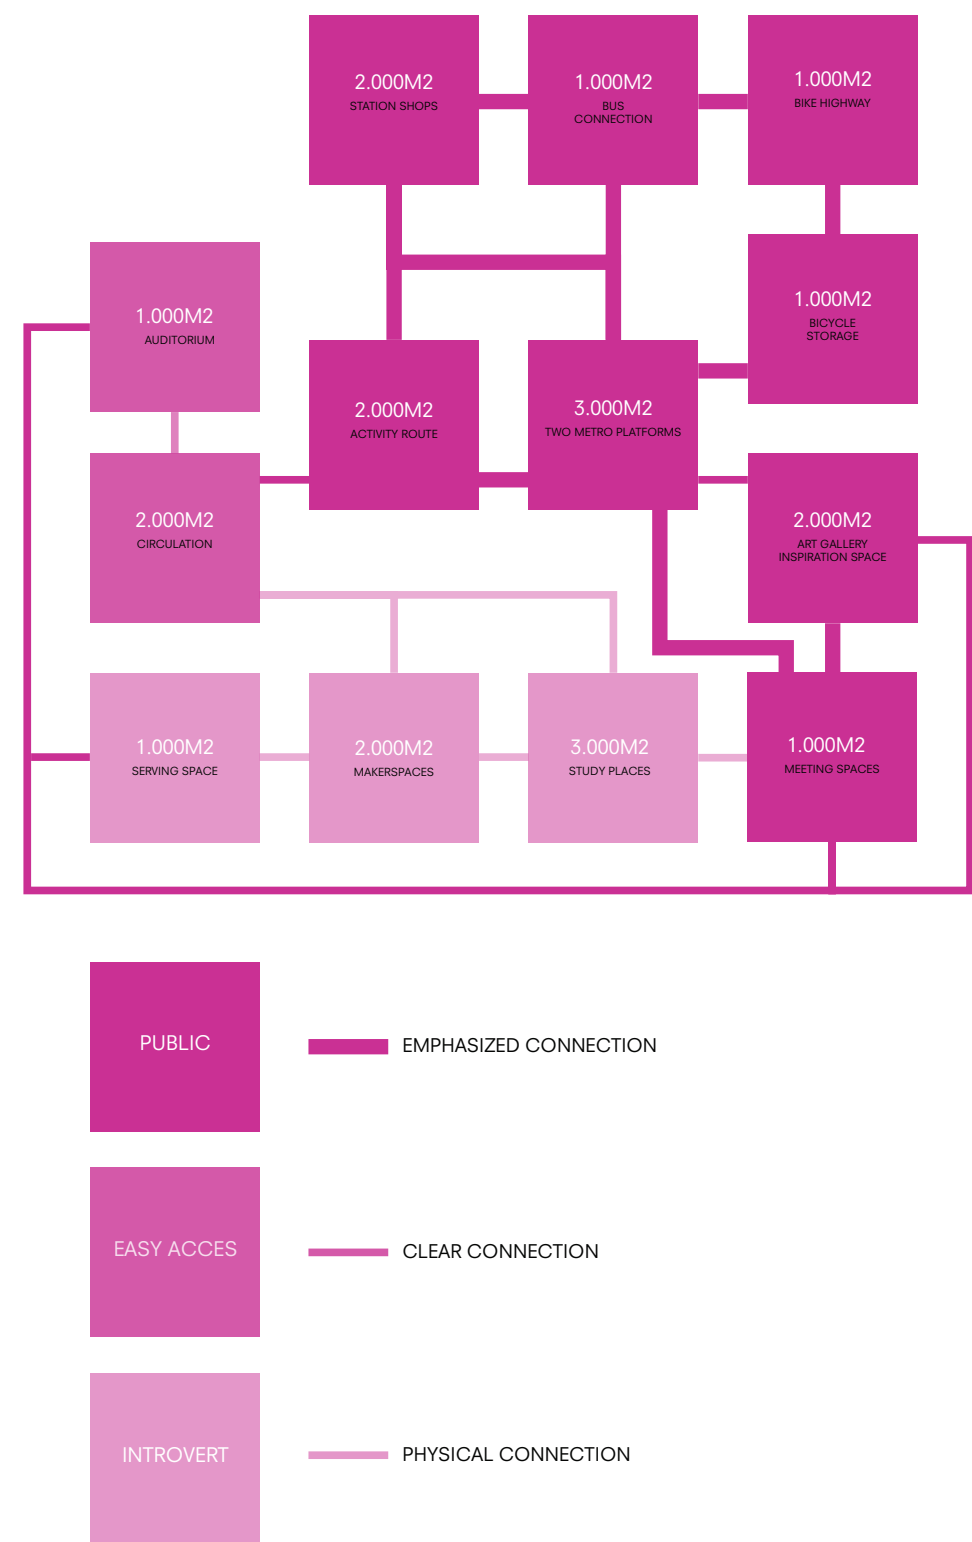 2.000M2
STATION SHOPS
1.000M2
BUS
CONNECTION
1.000M2
BIKE HIGHWAY
1.000M2
AUDITORIUM
2.000M2
ACTIVITY ROUTE
3.000M2
TWO METRO PLATFORMS
1.000M2
BICYCLE
STORAGE
2.000M2
CIRCULATION
2.000M2
ART GALLERY
INSPIRATION SPACE
1.000M2
SERVING SPACE
2.000M2
MAKERSPACES
3.000M2
STUDY PLACES
1.000M2
MEETING SPACES
PUBLIC
EMPHASIZED CONNECTION
EASY ACCES
CLEAR CONNECTION
INTROVERT
PHYSICAL CONNECTION